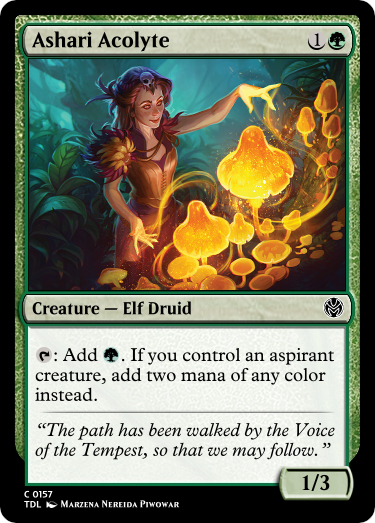 Ashari Acolyte 1
Creature — Elf Druid
: Add . If you control an aspirant
creature, add two mana of any color
instead.
“The path has been walked by the Voice
of the Tempest, so that we may follow.”
1/3
C 0157
TDL Marzena Nereida Piwowar